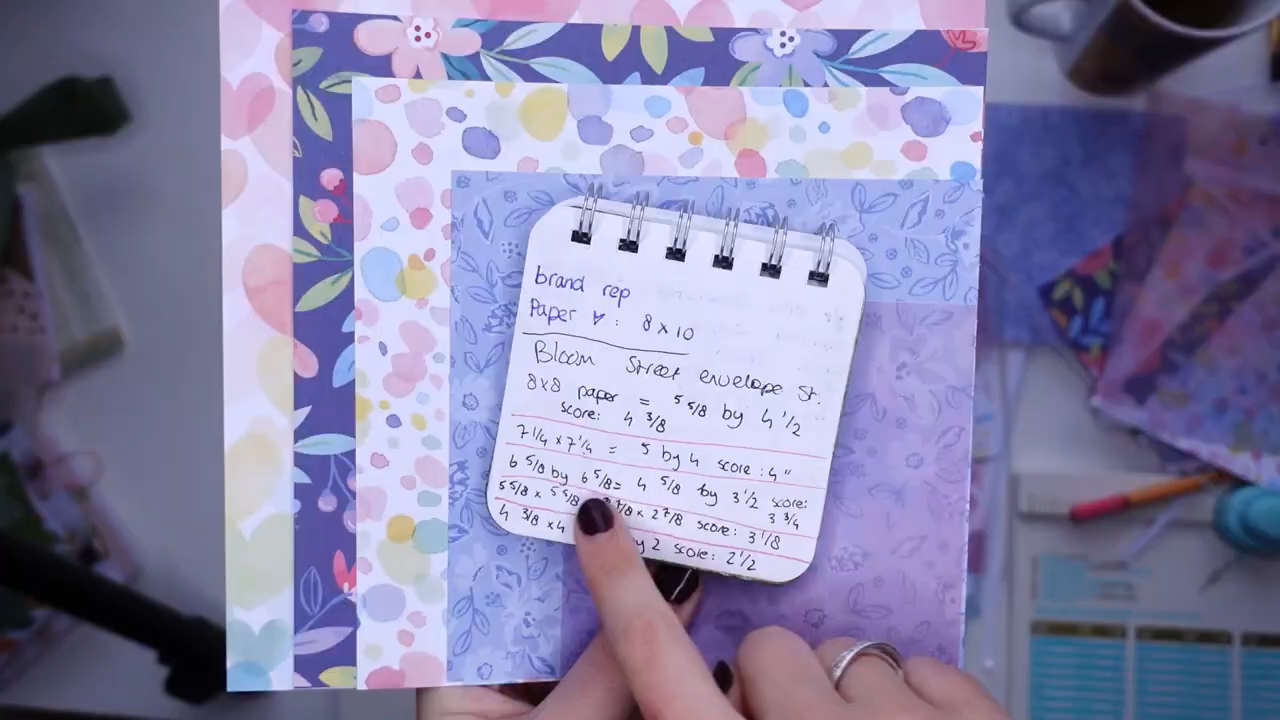 brand rep
Paper ∀: 8 x 10
Bloom Street envelope St.
8x8 paper = 5 5/8 by 4 1/2
score: 4 3/8
7 1/4 x 7 1/4 = 5 by 4 score: 4"
6 5/8 by 6 5/8 = 4 5/8 by 3 1/2 score: 3 3/4
5 5/8 x 5 5/8 7/8 x 2 7/8 score: 3 1/8
4 3/8 x 4 by 2 score: 2 1/2